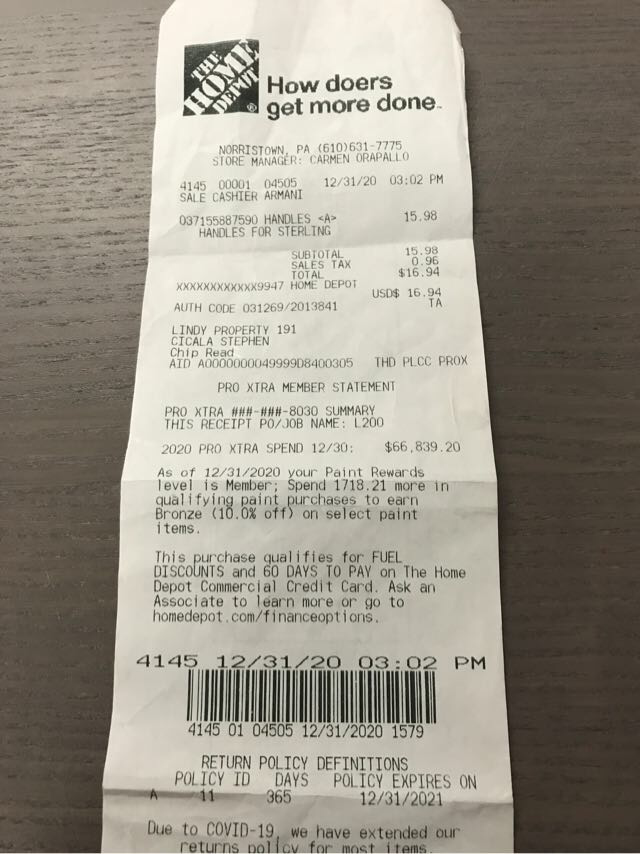 THE
HOME
DEPOT
How doers
get more done™
NORRISTOWN, PA (610)631-7775
STORE MANAGER: CARMEN ORAPALLO
4145 00001 04505 12/31/20 03:02 PM
SALE CASHIER ARMANI
037155887590 HANDLES <A> 15.98
HANDLES FOR STERLING
SUBTOTAL 15.98
SALES TAX 0.96
TOTAL $16.94
XXXXXXXXXXXX9947 HOME DEPOT
USD$ 16.94
AUTH CODE 031269/2013841 TA
LINDY PROPERTY 191
CICALA STEPHEN
Chip Read
AID A0000000049999D8400305 THD PLCC PROX
PRO XTRA MEMBER STATEMENT
PRO XTRA ###-###-8030 SUMMARY
THIS RECEIPT PO/JOB NAME: L200
2020 PRO XTRA SPEND 12/30: $66,839.20
As of 12/31/2020 your Paint Rewards
level is Member; Spend 1718.21 more in
qualifying paint purchases to earn
Bronze (10.0% off) on select paint
items.
This purchase qualifies for FUEL
DISCOUNTS and 60 DAYS TO PAY on The Home
Depot Commercial Credit Card. Ask an
Associate to learn more or go to
homedepot.com/financeoptions.
4145 12/31/20 03:02 PM
4145 01 04505 12/31/2020 1579
RETURN POLICY DEFINITIONS
POLICY ID DAYS POLICY EXPIRES ON
A 11 365 12/31/2021
Due to COVID-19, we have extended our
returns policy for most items.